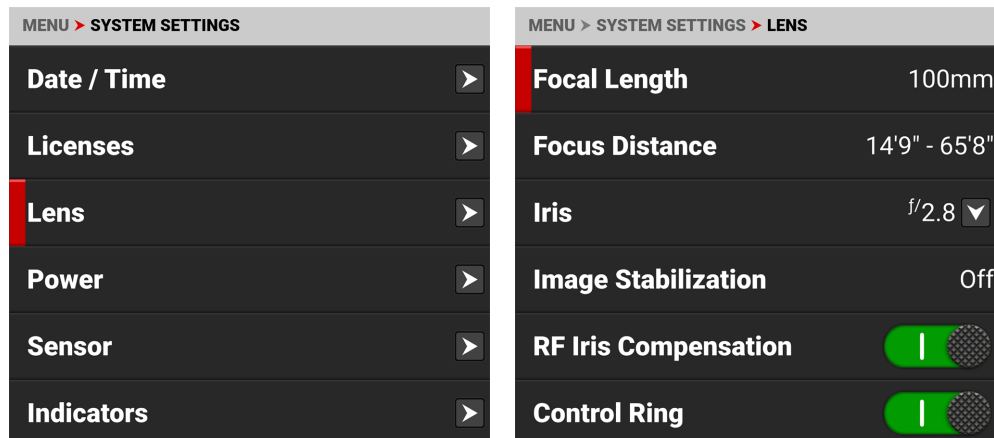 MENU ➤ SYSTEM SETTINGS
Date / Time
Licenses
Lens
Power
Sensor
Indicators
MENU ➤ SYSTEM SETTINGS ➤ LENS
Focal Length 100mm
Focus Distance 14'9" - 65'8"
Iris ƒ/2.8
Image Stabilization Off
RF Iris Compensation
Control Ring